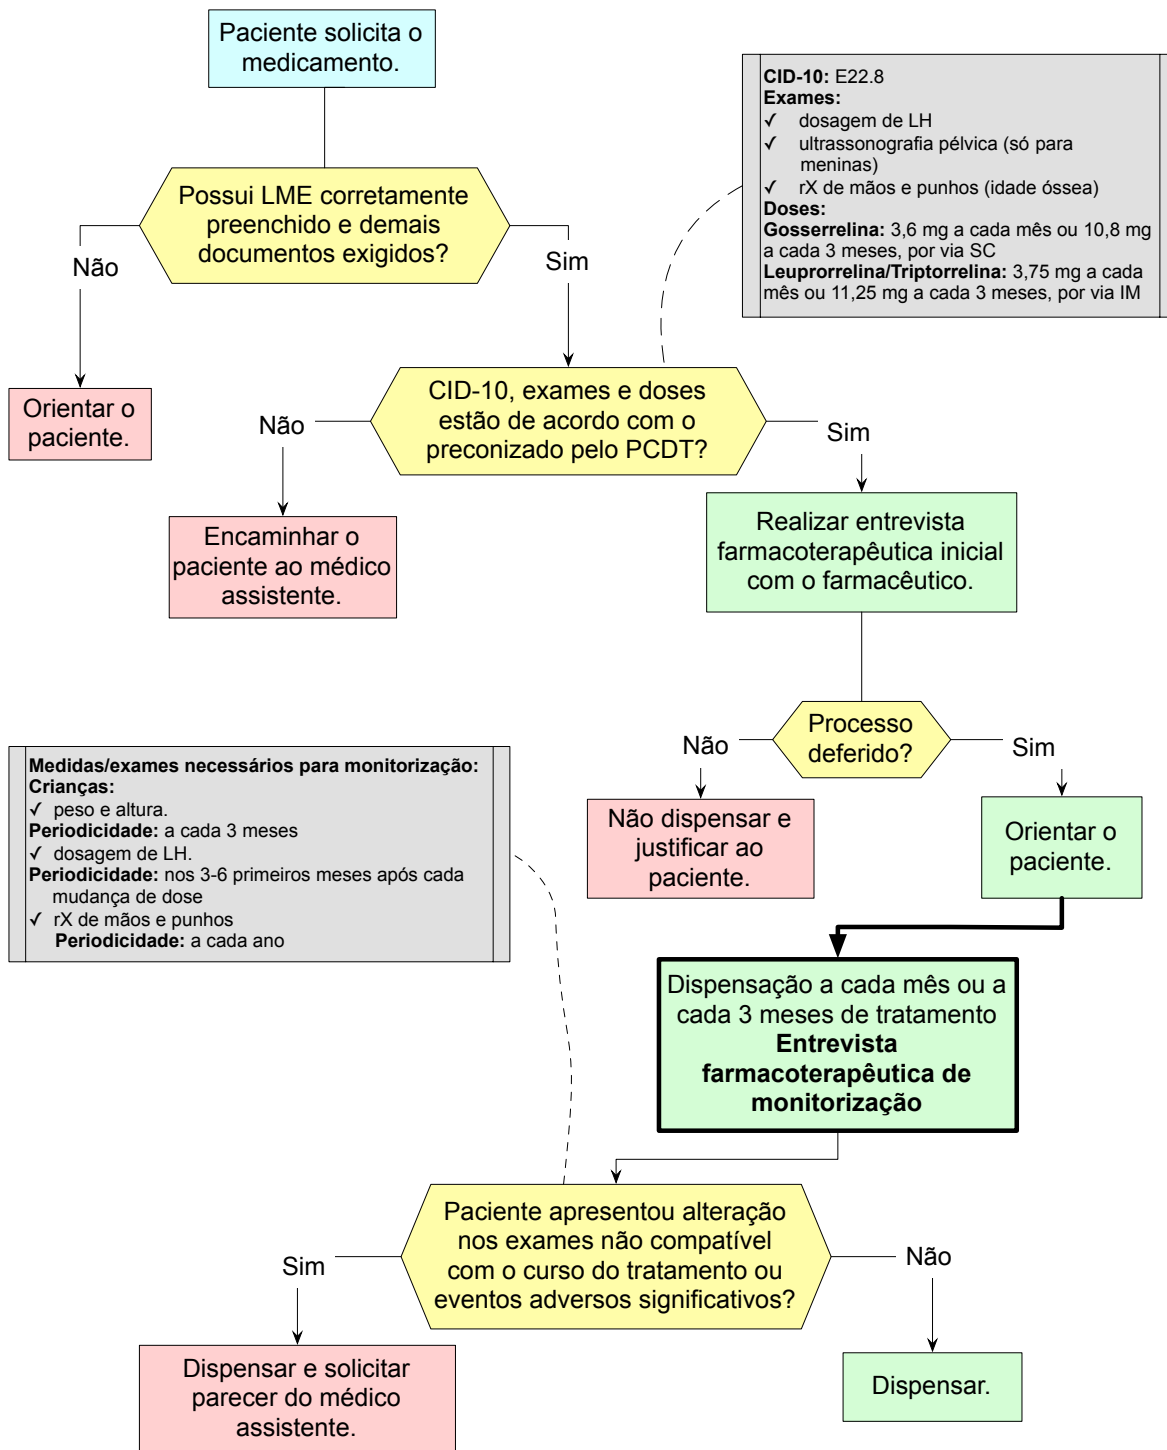 Paciente solicita o
medicamento.
CID-10: E22.8
Exames:
✓ dosagem de LH
✓ ultrassonografia pélvica (só para
meninas)
✓ rX de mãos e punhos (idade óssea)
Doses:
Gosserrelina: 3,6 mg a cada mês ou 10,8 mg
a cada 3 meses, por via SC
Leuprorrelina/Triptorrelina: 3,75 mg a cada
mês ou 11,25 mg a cada 3 meses, por via IM
Possui LME corretamente
preenchido e demais
documentos exigidos?
Não
Sim
Orientar o
paciente.
CID-10, exames e doses
estão de acordo com o
preconizado pelo PCDT?
Não
Sim
Encaminhar o
paciente ao médico
assistente.
Realizar entrevista
farmacoterapêutica inicial
com o farmacêutico.
Processo
deferido?
Não
Sim
Não dispensar e
justificar ao
paciente.
Orientar o
paciente.
Medidas/exames necessários para monitorização:
Crianças:
✓ peso e altura.
Periodicidade: a cada 3 meses
✓ dosagem de LH.
Periodicidade: nos 3-6 primeiros meses após cada
mudança de dose
✓ rX de mãos e punhos
Periodicidade: a cada ano
Dispensação a cada mês ou a
cada 3 meses de tratamento
Entrevista
farmacoterapêutica de
monitorização
Paciente apresentou alteração
nos exames não compatível
com o curso do tratamento ou
eventos adversos significativos?
Sim
Não
Dispensar e solicitar
parecer do médico
assistente.
Dispensar.